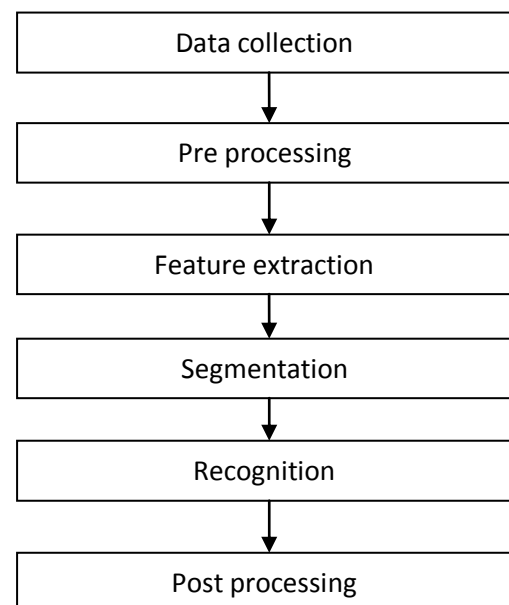 Data collection
Pre processing
Feature extraction
Segmentation
Recognition
Post processing